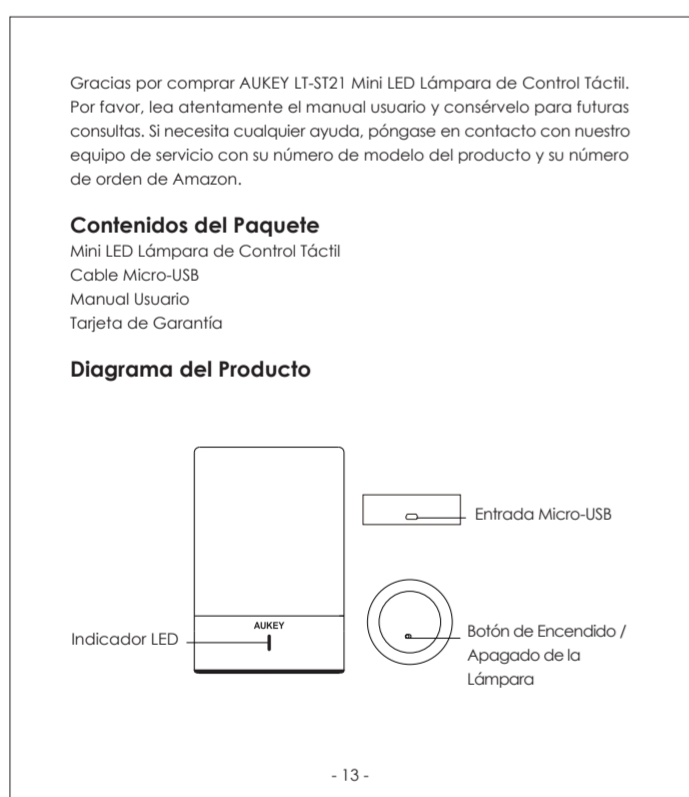 Gracias por comprar AUKEY LT-ST21 Mini LED Lámpara de Control Táctil.
Por favor, lea atentamente el manual usuario y consérvelo para futuras
consultas. Si necesita cualquier ayuda, póngase en contacto con nuestro
equipo de servicio con su número de modelo del producto y su número
de orden de Amazon.
Contenidos del Paquete
Mini LED Lámpara de Control Táctil
Cable Micro-USB
Manual Usuario
Tarjeta de Garantía
Diagrama del Producto
Entrada Micro-USB
AUKEY
Indicador LED
Botón de Encendido /
Apagado de la
Lámpara
- 13 -